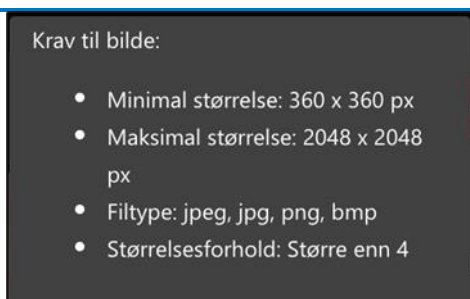 Krav til bilde:
• Minimal størrelse: 360 x 360 px
• Maksimal størrelse: 2048 x 2048
px
• Filtype: jpeg, jpg, png, bmp
• Størrelsesforhold: Større enn 4